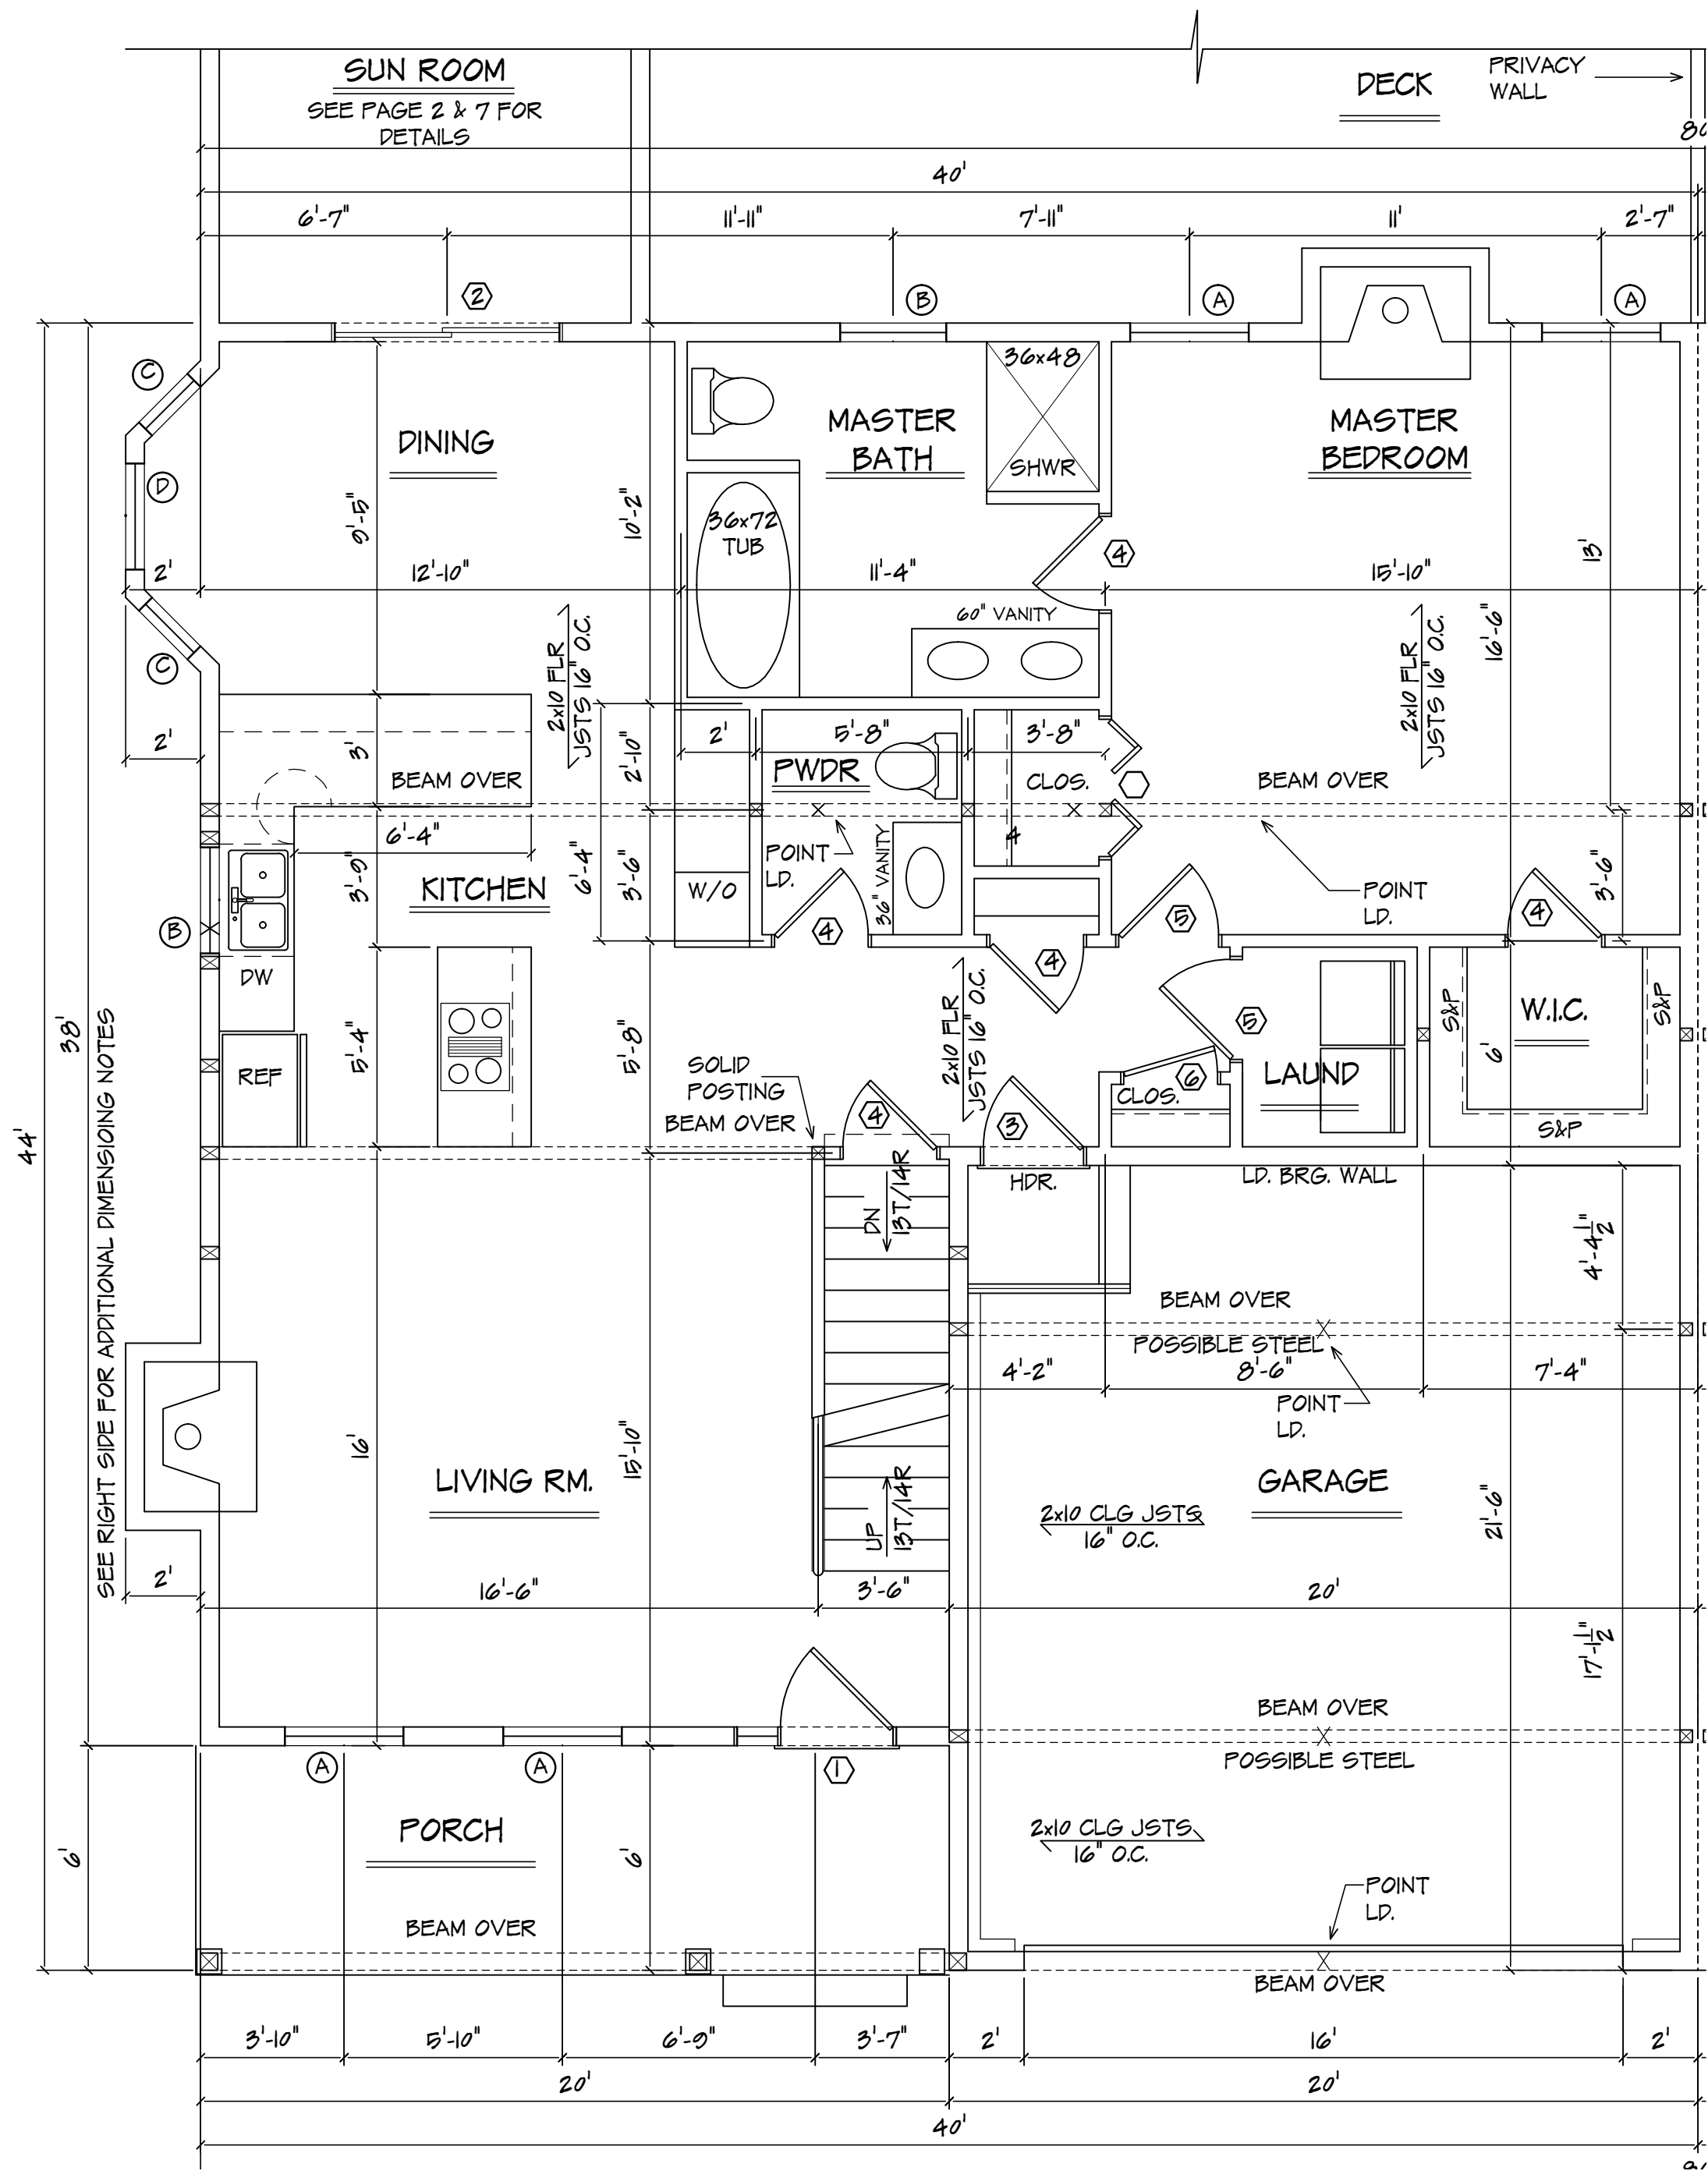 SUN ROOM
SEE PAGE 2 & 7 FOR
DETAILS
DECK
PRIVACY
WALL
40'
6'-7"
11'-11"
7'-11"
11'
2'-7"
2
B
A
A
C
D
C
DINING
9'-5"
10'-2"
2'
12'-10"
2'
36x48
SHWR
MASTER
BATH
36x72
TUB
11'-4"
60" VANITY
MASTER
BEDROOM
4
15'-10"
13'
16'-6"
2x10 FLR
JSTS 16" O.C.
2x10 FLR
JSTS 16" O.C.
2'
5'-8"
3'-8"
3'
2'-10"
BEAM OVER
PWDR
CLOS.
BEAM OVER
6'-4"
3'-9"
6'-4"
3'-6"
POINT
LD.
36" VANITY
4
KITCHEN
W/O
POINT
LD.
3'-6"
B
4
4
5
4
DW
5'-4"
5'-8"
2x10 FLR
JSTS 16" O.C.
5
S&P
W.I.C.
S&P
6'
REF
SOLID
POSTING
BEAM OVER
4
3
CLOS.
6
LAUND
S&P
38'
44'
SEE RIGHT SIDE FOR ADDITIONAL DIMENSIOING NOTES
DN
13T/14R
HDR.
LD. BRG. WALL
4'-4 1/2"
BEAM OVER
POSSIBLE STEEL
4'-2"
8'-6"
7'-4"
POINT
LD.
16'
15'-10"
LIVING RM.
UP
13T/14R
GARAGE
2x10 CLG JSTS
16" O.C.
21'-6"
2'
16'-6"
3'-6"
20'
17'-1 1/2"
BEAM OVER
POSSIBLE STEEL
A
A
1
PORCH
6'
6'
2x10 CLG JSTS
16" O.C.
POINT
LD.
BEAM OVER
BEAM OVER
3'-10"
5'-10"
6'-9"
3'-7"
2'
16'
2'
20'
20'
40'